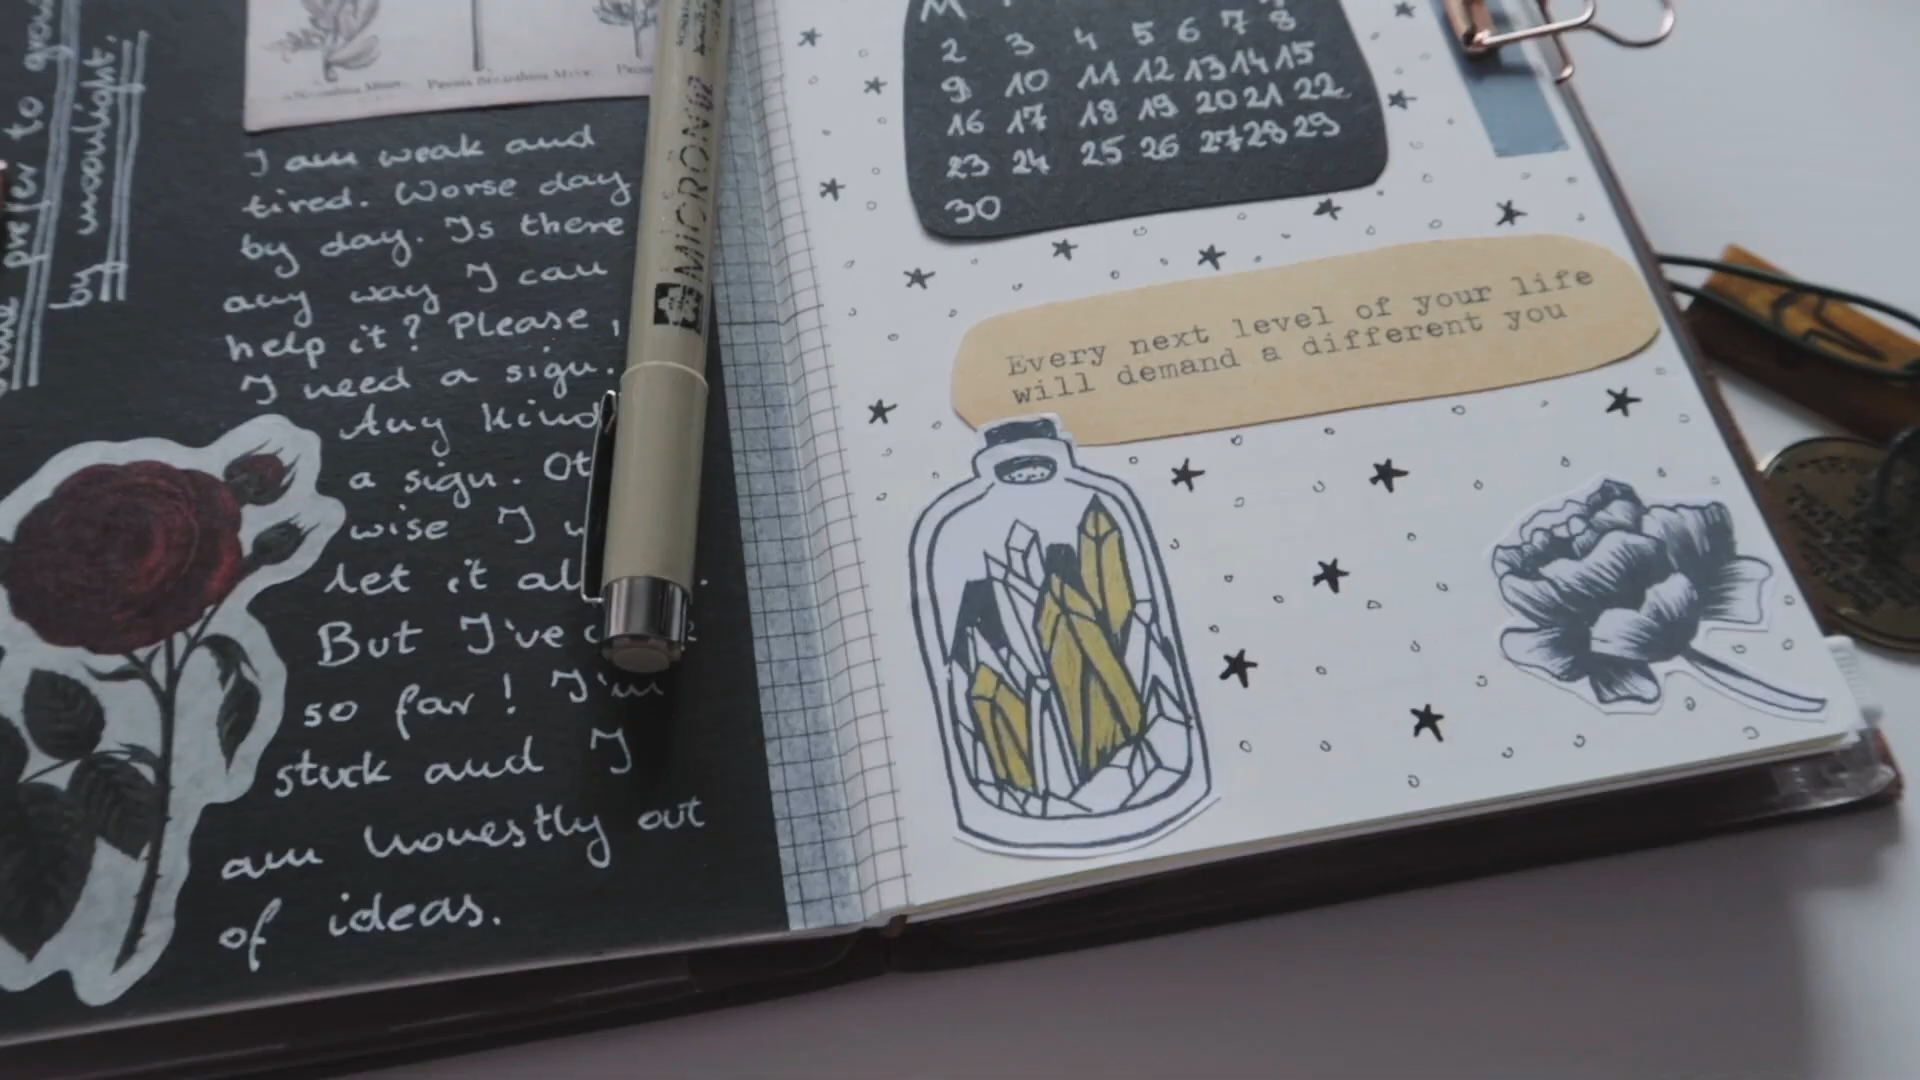 prefer to
by moonlight.
I am weak and
tired. Worse day
by day. Is there
any way I can
help it? Please,
I need a sign.
Any kind
a sign. Ot
wise I
let it al
But I've
so far! I'm
stuck and I
am honestly out
of ideas.
MICRON 02
M
2 3 4 5 6 7 8
9 10 11 12 13 14 15
16 17 18 19 20 21 22
23 24 25 26 27 28 29
30
Every next level of your life
will demand a different you